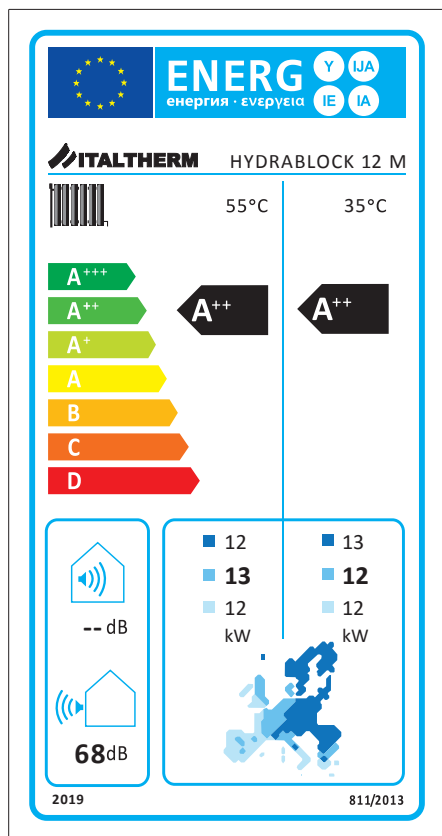 ENERG Y IJA
енергия · ενεργεια IE IA
ITALTHERM HYDRABLOCK 12 M
55°C 35°C
A+++
A++ A++ A++
A+
A
B
C
D
12 13
13 12
12 12
kW kW
-- dB
68dB
2019 811/2013